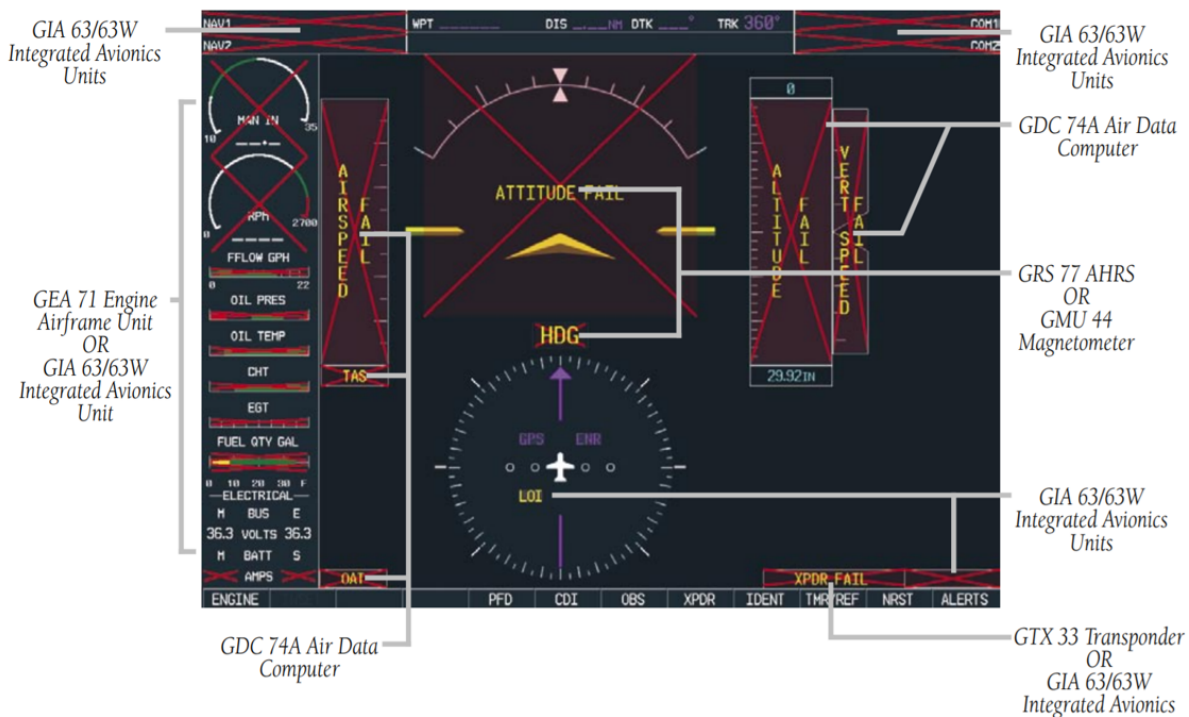 GIA 63/63W
Integrated Avionics
Units
NAV1
NAV2
WPT _______ DIS __.__NM DTK ___° TRK 360°
COM1
COM2
GIA 63/63W
Integrated Avionics
Units
MAN IN
10 35
RPM
0 2700
FFLOW GPH
0 22
OIL PRES
OIL TEMP
CHT
EGT
FUEL QTY GAL
0 10 20 30 F
ELECTRICAL
M BUS E
36.3 VOLTS 36.3
M BATT S
AMPS
GEA 71 Engine
Airframe Unit
OR
GIA 63/63W
Integrated Avionics
Unit
AIRSPEED FAIL
TAS
OAT
ATTITUDE FAIL
HDG
GPS ENR
LOI
0
ALTITUDE FAIL
29.92IN
VERT SPEED FAIL
XPDR FAIL
GDC 74A Air Data
Computer
GRS 77 AHRS
OR
GMU 44
Magnetometer
GIA 63/63W
Integrated Avionics
Units
ENGINE PFD CDI OBS XPDR IDENT TMR/REF NRST ALERTS
GDC 74A Air Data
Computer
GTX 33 Transponder
OR
GIA 63/63W
Integrated Avionics